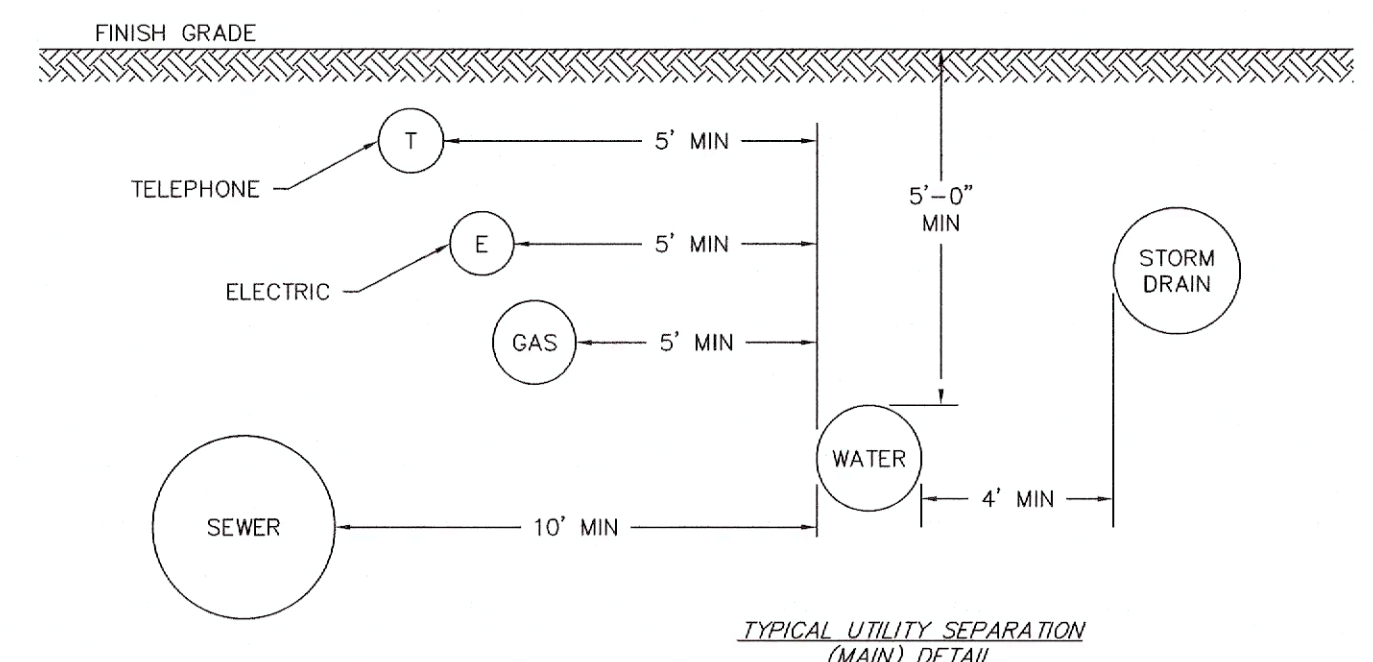 FINISH GRADE
T
5' MIN
TELEPHONE
5'-0"
MIN
E
5' MIN
ELECTRIC
STORM
DRAIN
GAS
5' MIN
WATER
4' MIN
SEWER
10' MIN
TYPICAL UTILITY SEPARATION
(MAIN) DETAIL